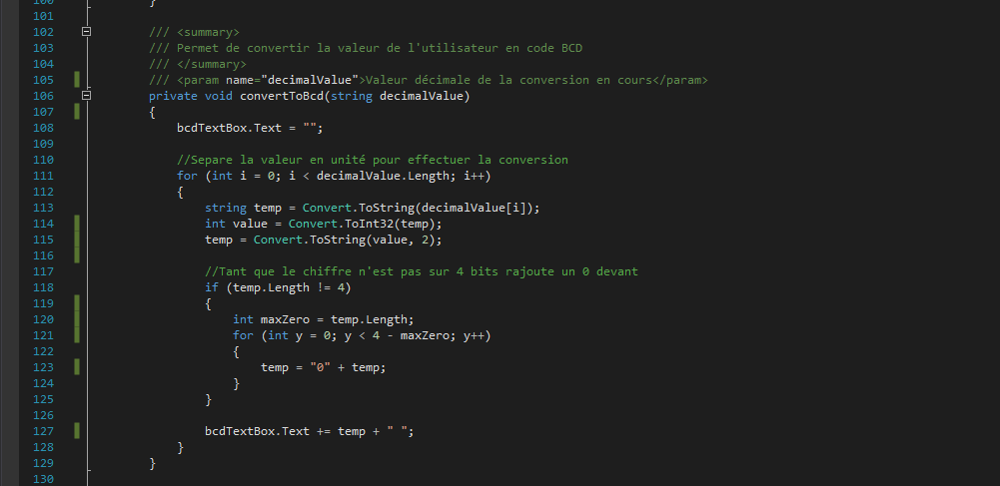 100 }
101
102 /// <summary>
103 /// Permet de convertir la valeur de l'utilisateur en code BCD
104 /// </summary>
105 /// <param name="decimalValue">Valeur décimale de la conversion en cours</param>
106 private void convertToBcd(string decimalValue)
107 {
108 bcdTextBox.Text = "";
109
110 //Separe la valeur en unité pour effectuer la conversion
111 for (int i = 0; i < decimalValue.Length; i++)
112 {
113 string temp = Convert.ToString(decimalValue[i]);
114 int value = Convert.ToInt32(temp);
115 temp = Convert.ToString(value, 2);
116
117 //Tant que le chiffre n'est pas sur 4 bits rajoute un 0 devant
118 if (temp.Length != 4)
119 {
120 int maxZero = temp.Length;
121 for (int y = 0; y < 4 - maxZero; y++)
122 {
123 temp = "0" + temp;
124 }
125 }
126
127 bcdTextBox.Text += temp + " ";
128 }
129 }
130